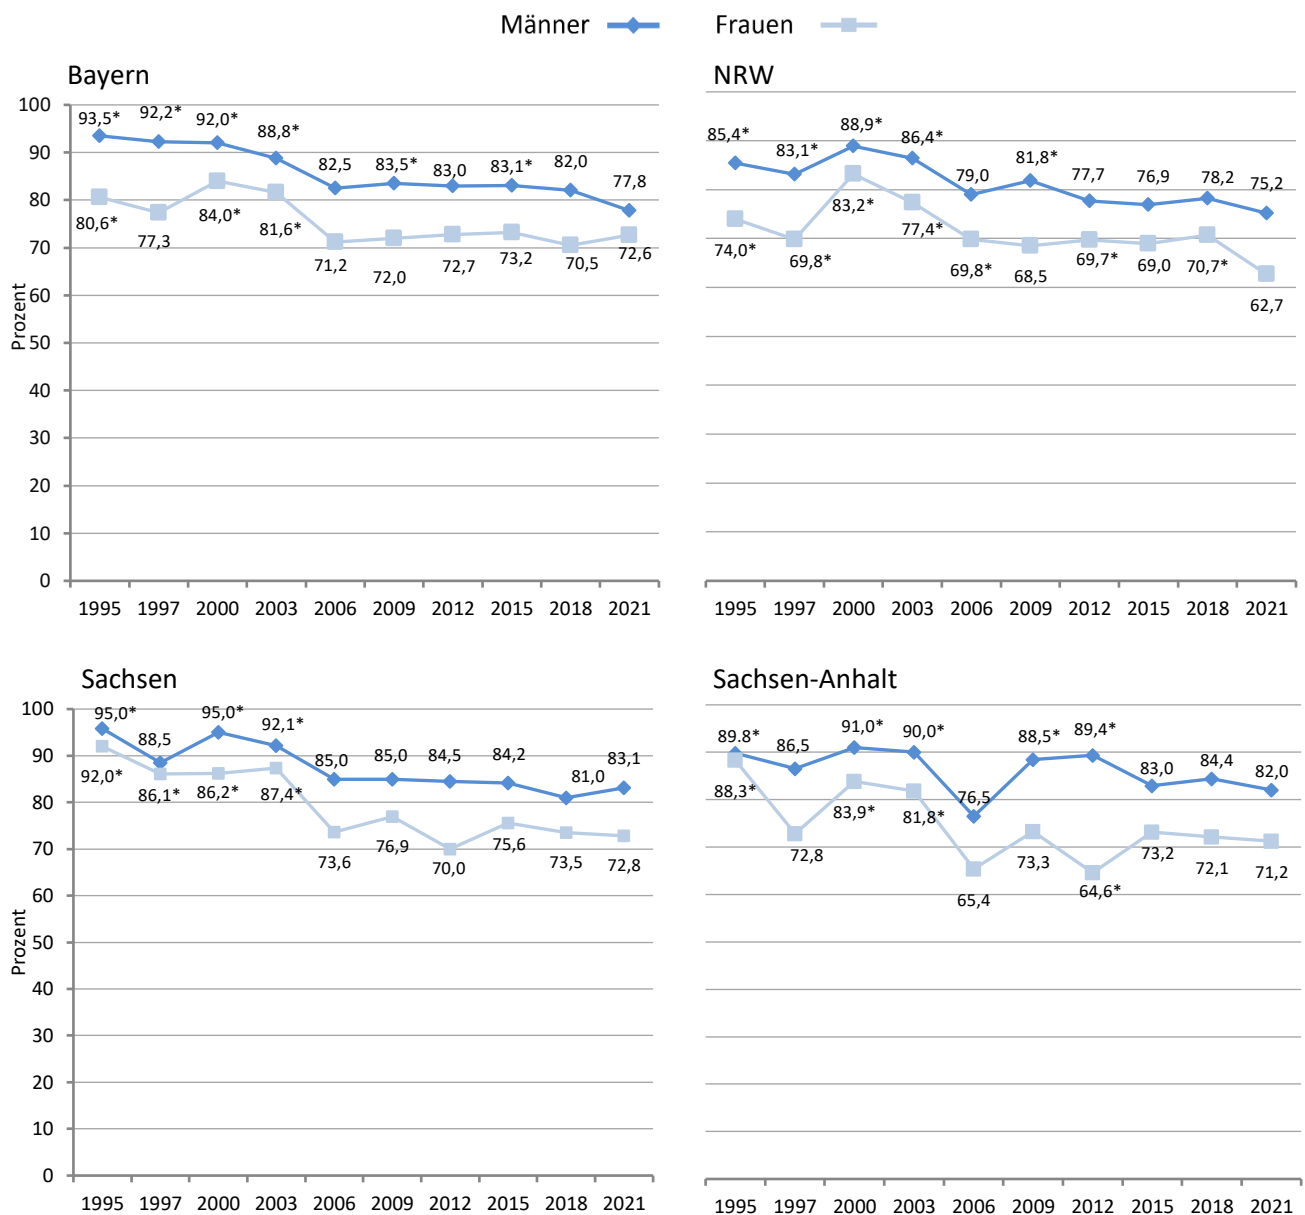 Männer Frauen
Bayern
100
90
80
70
60
50
40
30
20
10
0
Prozent
93,5* 92,2* 92,0* 88,8* 82,5 83,5* 83,0 83,1* 82,0 77,8
80,6* 77,3 84,0* 81,6* 71,2 72,0 72,7 73,2 70,5 72,6
1995 1997 2000 2003 2006 2009 2012 2015 2018 2021
NRW
85,4* 83,1* 88,9* 86,4* 79,0 81,8* 77,7 76,9 78,2 75,2
74,0* 69,8* 83,2* 77,4* 69,8* 68,5 69,7* 69,0 70,7* 62,7
1995 1997 2000 2003 2006 2009 2012 2015 2018 2021
Sachsen
100
90
80
70
60
50
40
30
20
10
0
Prozent
95,0* 88,5 95,0* 92,1* 85,0 85,0 84,5 84,2 81,0 83,1
92,0* 86,1* 86,2* 87,4* 73,6 76,9 70,0 75,6 73,5 72,8
1995 1997 2000 2003 2006 2009 2012 2015 2018 2021
Sachsen-Anhalt
89.8* 86,5 91,0* 90,0* 76,5 88,5* 89,4* 83,0 84,4 82,0
88,3* 72,8 83,9* 81,8* 65,4 73,3 64,6* 73,2 72,1 71,2
1995 1997 2000 2003 2006 2009 2012 2015 2018 2021